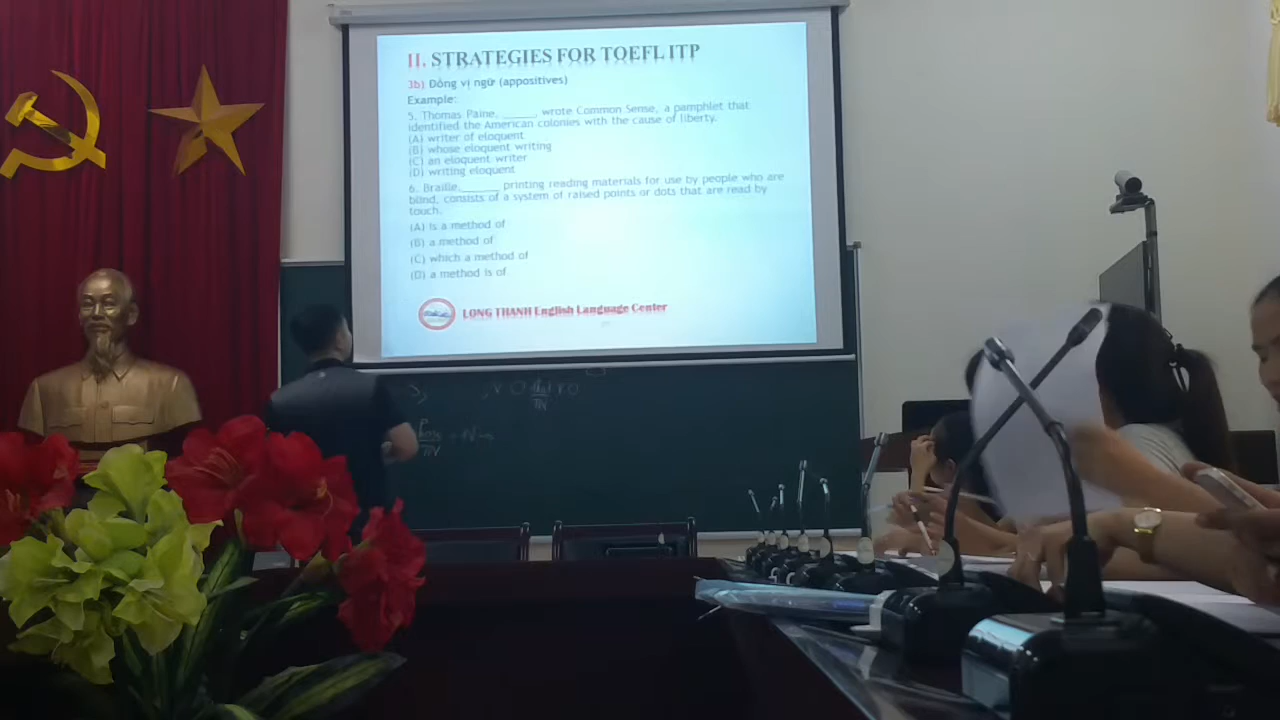 II. STRATEGIES FOR TOEFL ITP
3b) Đồng vị ngữ (appositives)
Example:
5. Thomas Paine, ______, wrote Common Sense, a pamphlet that
identified the American colonies with the cause of liberty.
(A) writer of eloquent
(B) whose eloquent writing
(C) an eloquent writer
(D) writing eloquent
6. Braille,_______ printing reading materials for use by people who are
blind, consists of a system of raised points or dots that are read by
touch.
(A) is a method of
(B) a method of
(C) which a method of
(D) a method is of
LONG THANH English Language Center